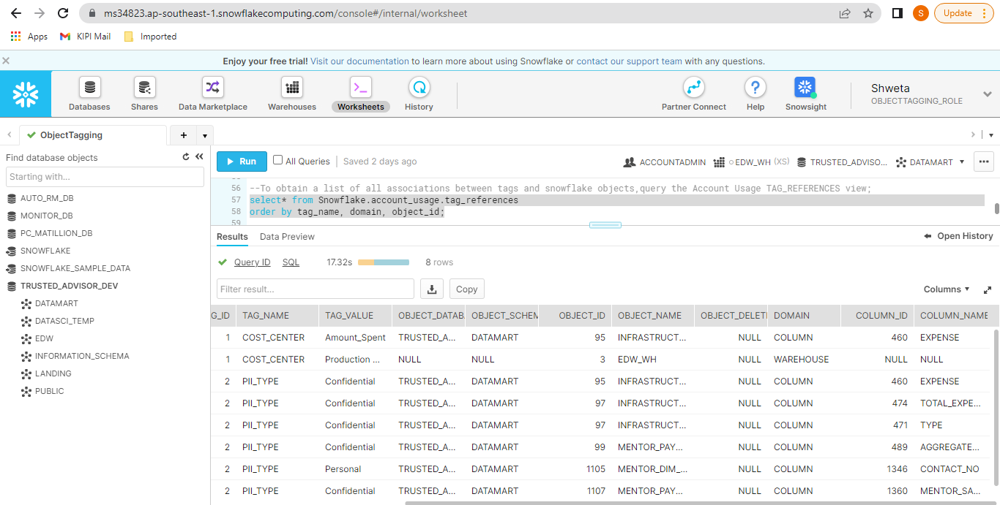 ms34823.ap-southeast-1.snowflakecomputing.com/console#/internal/worksheet
S
Update
Apps
KIPI Mail
Imported
Enjoy your free trial! Visit our documentation to learn more about using Snowflake or contact our support team with any questions.
Databases
Shares
Data Marketplace
Warehouses
Worksheets
History
Partner Connect
Help
Snowsight
Shweta
OBJECTTAGGING_ROLE
ObjectTagging
Find database objects
Starting with...
AUTO_RM_DB
MONITOR_DB
PC_MATILLION_DB
SNOWFLAKE
SNOWFLAKE_SAMPLE_DATA
TRUSTED_ADVISOR_DEV
DATAMART
DATASCI_TEMP
EDW
INFORMATION_SCHEMA
LANDING
PUBLIC
Run All Queries Saved 2 days ago ACCOUNTADMIN EDW_WH (XS) TRUSTED_ADVISO... DATAMART
56 --To obtain a list of all associations between tags and snowflake objects,query the Account Usage TAG_REFERENCES view;
57 select* from Snowflake.account_usage.tag_references
58 order by tag_name, domain, object_id;
59
Results Data Preview Open History
Query ID SQL 17.32s 8 rows
Filter result... Copy Columns
G_ID TAG_NAME TAG_VALUE OBJECT_DATAB OBJECT_SCHEM OBJECT_ID OBJECT_NAME OBJECT_DELETI DOMAIN COLUMN_ID COLUMN_NAME
1 COST_CENTER Amount_Spent TRUSTED_A... DATAMART 95 INFRASTRUCT... NULL COLUMN 460 EXPENSE
1 COST_CENTER Production ... NULL NULL 3 EDW_WH NULL WAREHOUSE NULL NULL
2 PII_TYPE Confidential TRUSTED_A... DATAMART 95 INFRASTRUCT... NULL COLUMN 460 EXPENSE
2 PII_TYPE Confidential TRUSTED_A... DATAMART 97 INFRASTRUCT... NULL COLUMN 474 TOTAL_EXPE...
2 PII_TYPE Confidential TRUSTED_A... DATAMART 97 INFRASTRUCT... NULL COLUMN 471 TYPE
2 PII_TYPE Confidential TRUSTED_A... DATAMART 99 MENTOR_PAY... NULL COLUMN 489 AGGREGATE...
2 PII_TYPE Personal TRUSTED_A... DATAMART 1105 MENTOR_DIM_... NULL COLUMN 1346 CONTACT_NO
2 PII_TYPE Confidential TRUSTED_A... DATAMART 1107 MENTOR_PAY... NULL COLUMN 1360 MENTOR_SA...